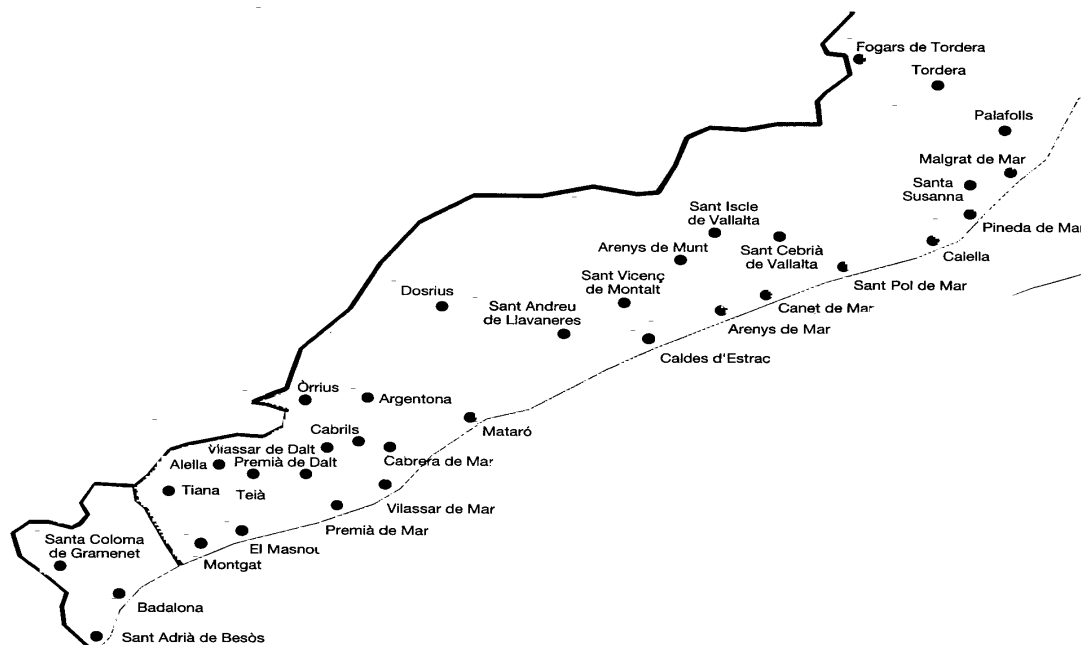 Fogars de Tordera
Tordera
Palafolls
Malgrat de Mar
Santa
Susanna
Pineda de Mar
Calella
Sant Iscle
de Vallalta
Arenys de Munt
Sant Cebrià
de Vallalta
Sant Pol de Mar
Sant Vicenç
de Montalt
Canet de Mar
Dosrius
Sant Andreu
de Llavaneres
Arenys de Mar
Caldes d'Estrac
Òrrius
Argentona
Mataró
Cabrils
Vilassar de Dalt
Cabrera de Mar
Alella
Premià de Dalt
Tiana
Teià
Vilassar de Mar
Premià de Mar
El Masnou
Montgat
Santa Coloma
de Gramenet
Badalona
Sant Adrià de Besòs